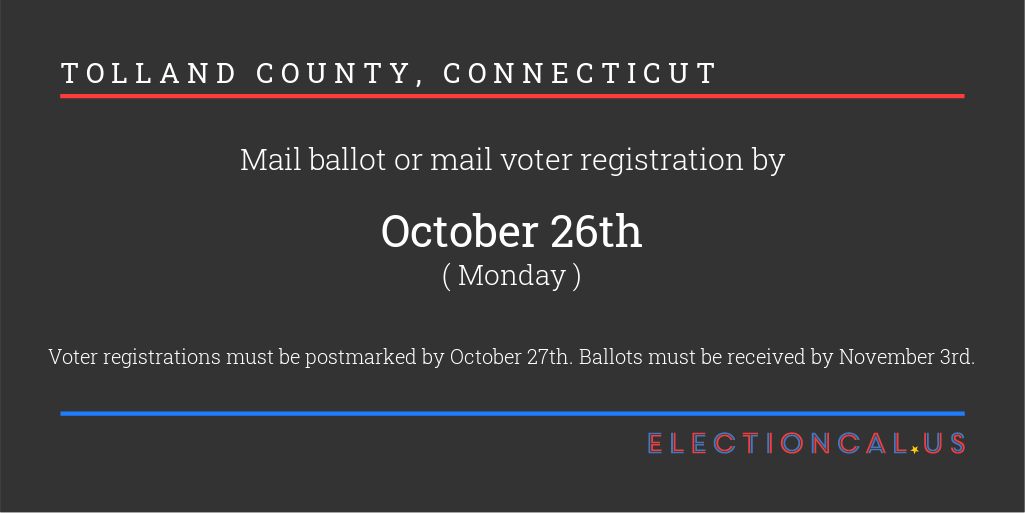 TOLLAND COUNTY, CONNECTICUT
Mail ballot or mail voter registration by
October 26th
( Monday )
Voter registrations must be postmarked by October 27th. Ballots must be received by November 3rd.
ELECTIONCAL.US